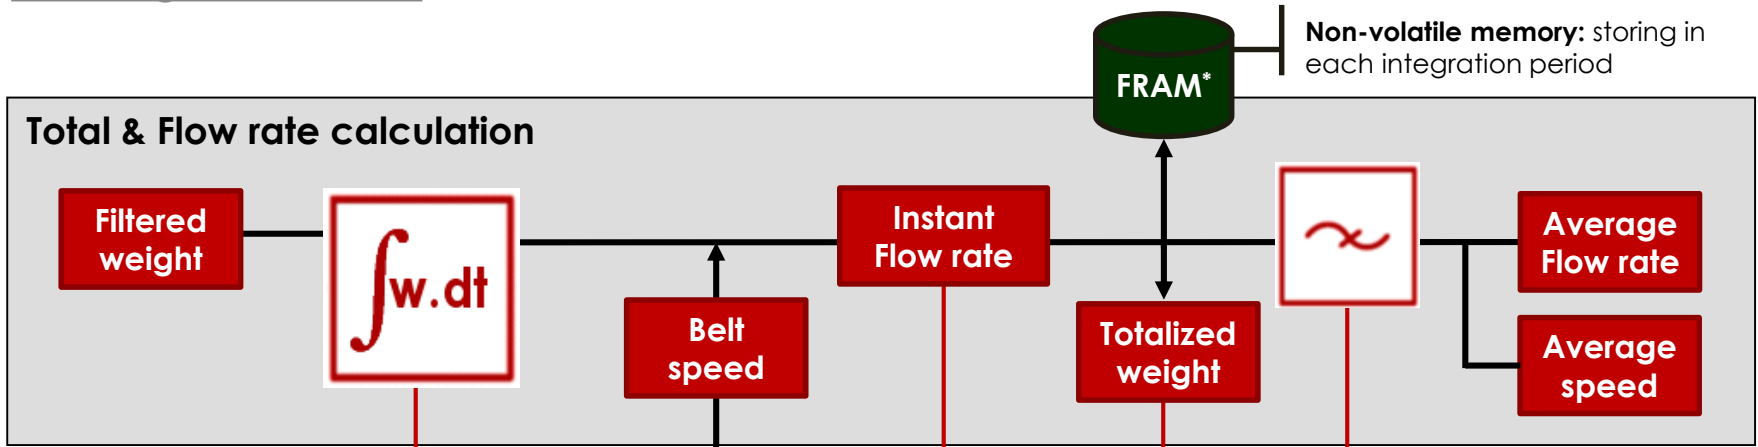 Non-volatile memory: storing in
each integration period
FRAM*
Total & Flow rate calculation
Filtered
weight
∫w.dt
Belt
speed
Instant
Flow rate
Totalized
weight
Average
Flow rate
Average
speed